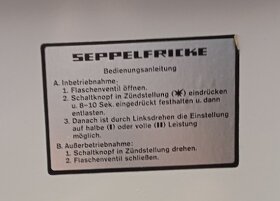 SEPPELFRICKE
Bedienungsanleitung
A. Inbetriebnahme:
1. Flaschenventil öffnen.
2. Schaltknopf in Zündstellung (✱) eindrücken
u. 8-10 Sec. eingedrückt festhalten u. dann
entlasten.
3. Danach ist durch Linksdrehen die Einstellung
auf halbe (I) oder volle (II) Leistung
möglich.
B. Außerbetriebnahme:
1. Schaltknopf in Zündstellung drehen.
2. Flaschenventil schließen.